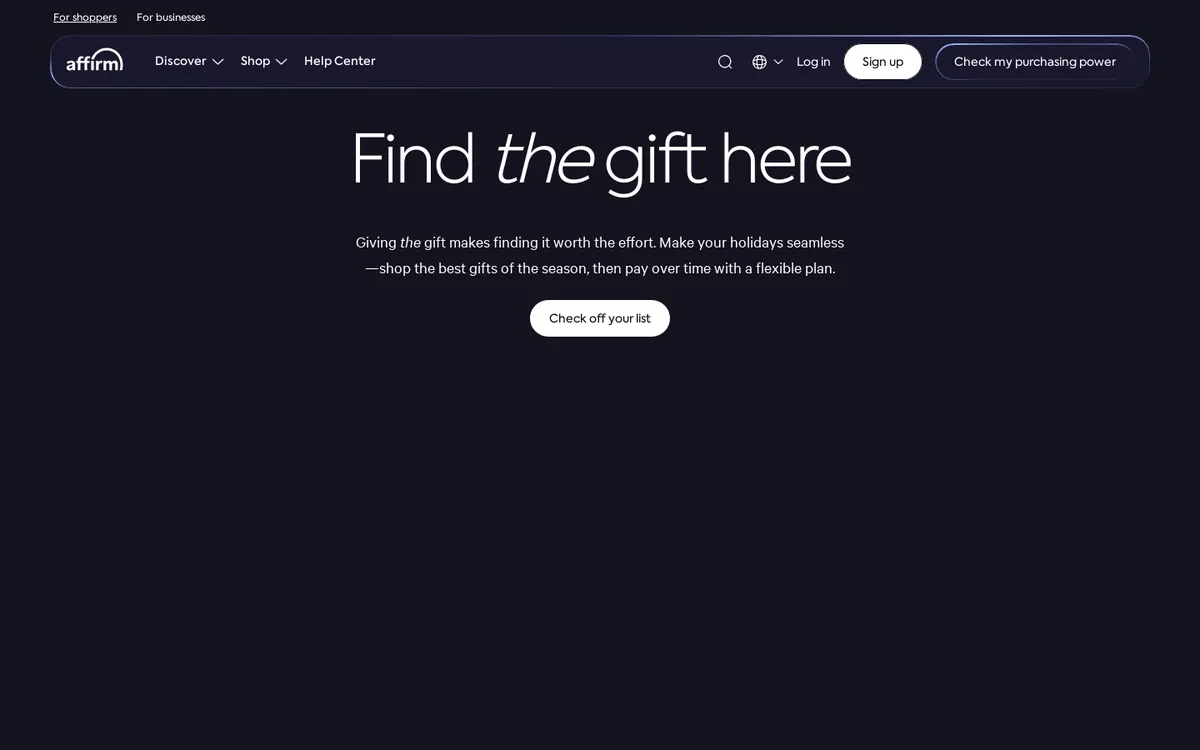 For shoppers For businesses
affirm Discover Shop Help Center Log in Sign up Check my purchasing power
Find the gift here
Giving the gift makes finding it worth the effort. Make your holidays seamless
—shop the best gifts of the season, then pay over time with a flexible plan.
Check off your list